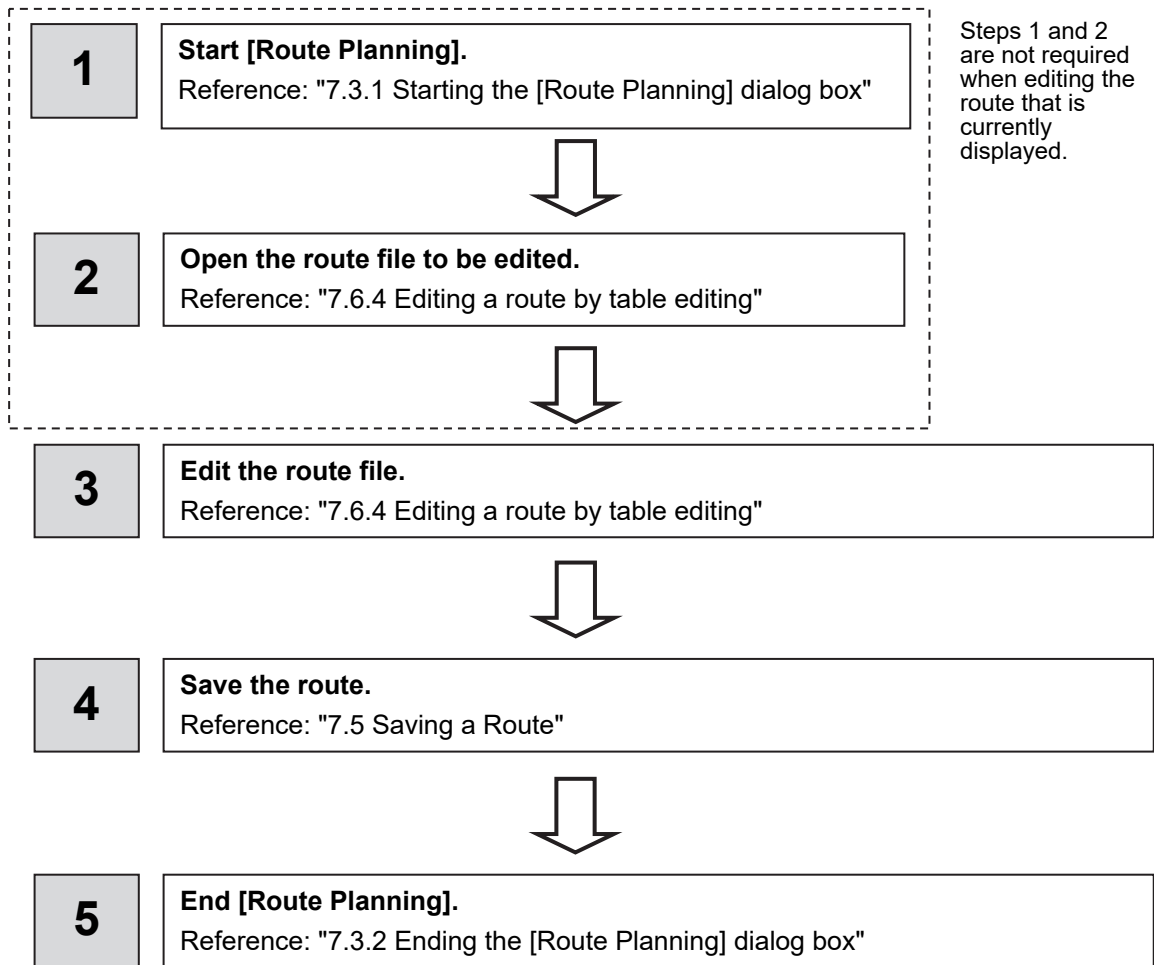 1
Start [Route Planning].
Reference: "7.3.1 Starting the [Route Planning] dialog box"
Steps 1 and 2
are not required
when editing the
route that is
currently
displayed.
2
Open the route file to be edited.
Reference: "7.6.4 Editing a route by table editing"
3
Edit the route file.
Reference: "7.6.4 Editing a route by table editing"
4
Save the route.
Reference: "7.5 Saving a Route"
5
End [Route Planning].
Reference: "7.3.2 Ending the [Route Planning] dialog box"